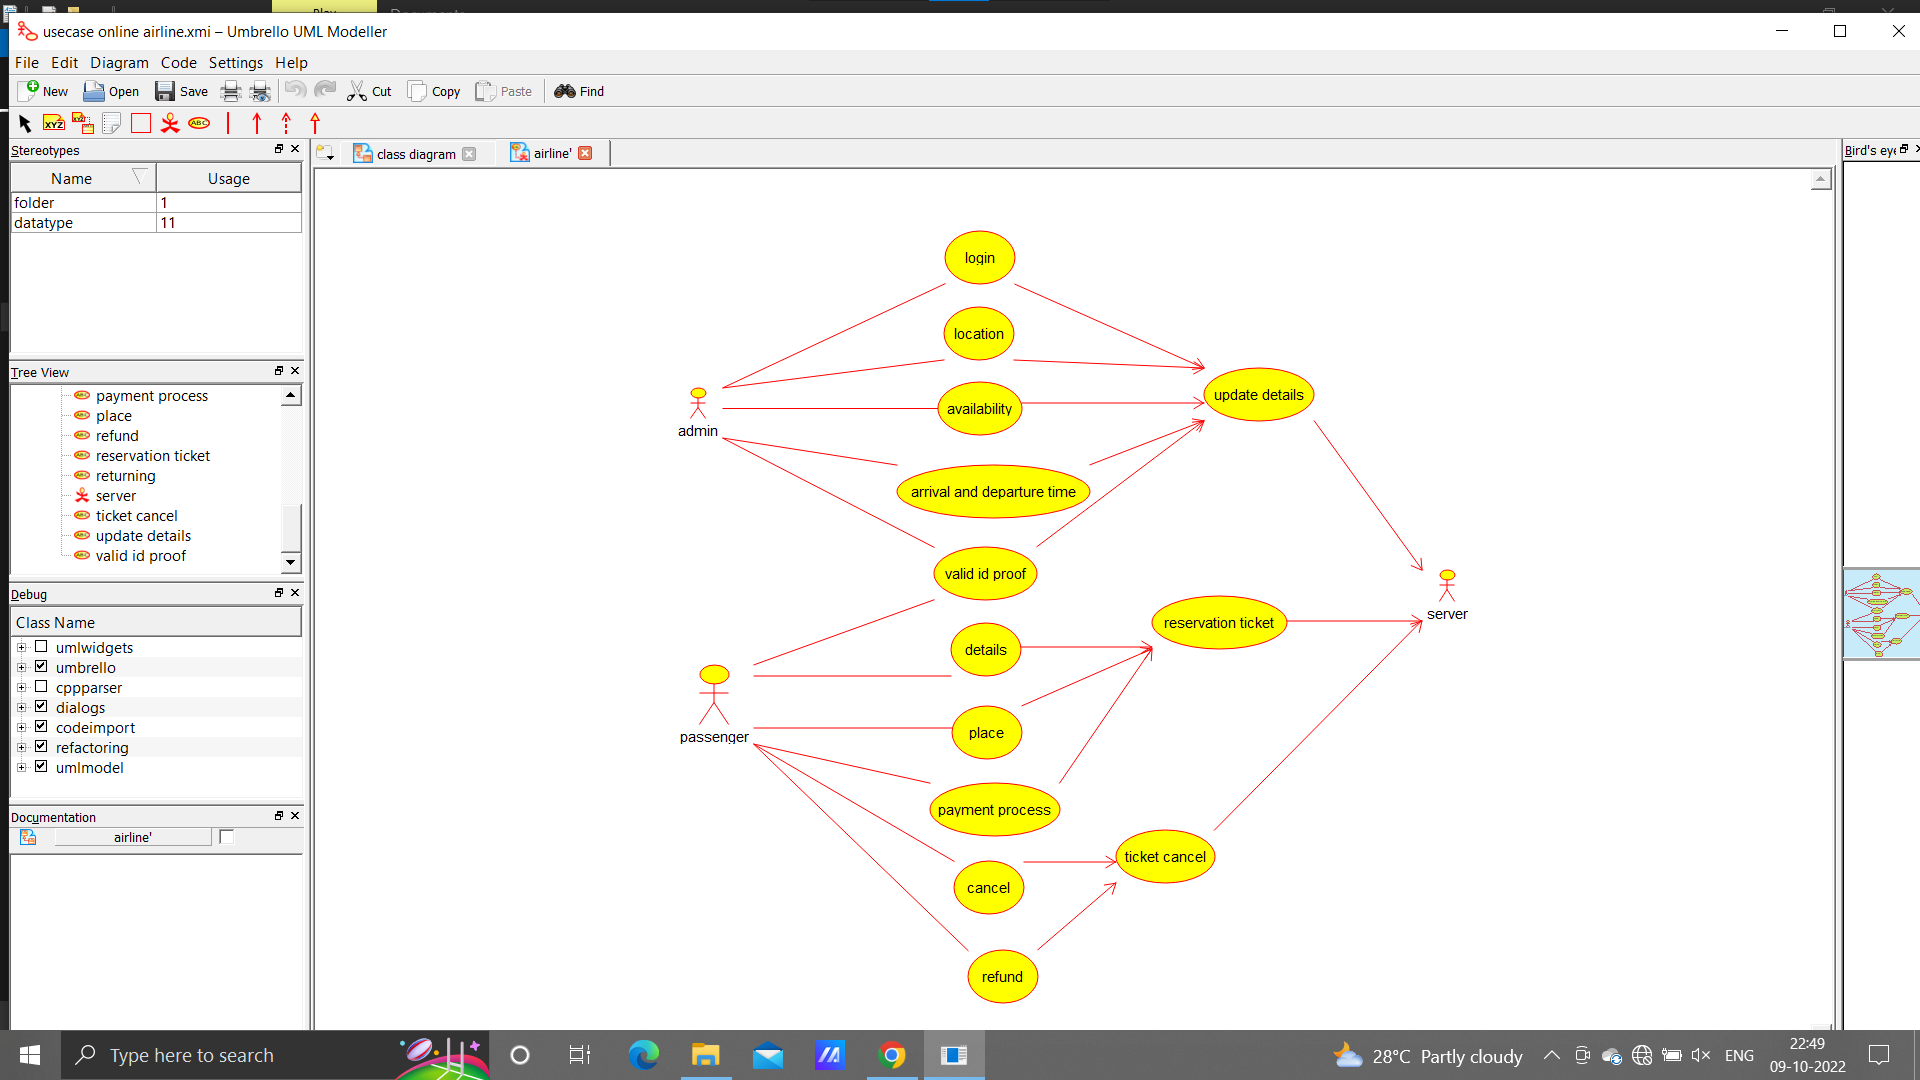 Play
Documents
usecase online airline.xmi – Umbrello UML Modeller
File Edit Diagram Code Settings Help
New Open Save Cut Copy Paste Find
XYZ XYZ ABC
Stereotypes
Name Usage
folder 1
datatype 11
Tree View
payment process
place
refund
reservation ticket
returning
server
ticket cancel
update details
valid id proof
Debug
Class Name
umlwidgets
umbrello
cppparser
dialogs
codeimport
refactoring
umlmodel
Documentation
airline'
class diagram
airline'
Bird's eye
login
location
availability
arrival and departure time
valid id proof
details
place
payment process
cancel
refund
update details
reservation ticket
ticket cancel
admin
passenger
server
Type here to search
28°C Partly cloudy
ENG
22:49
09-10-2022